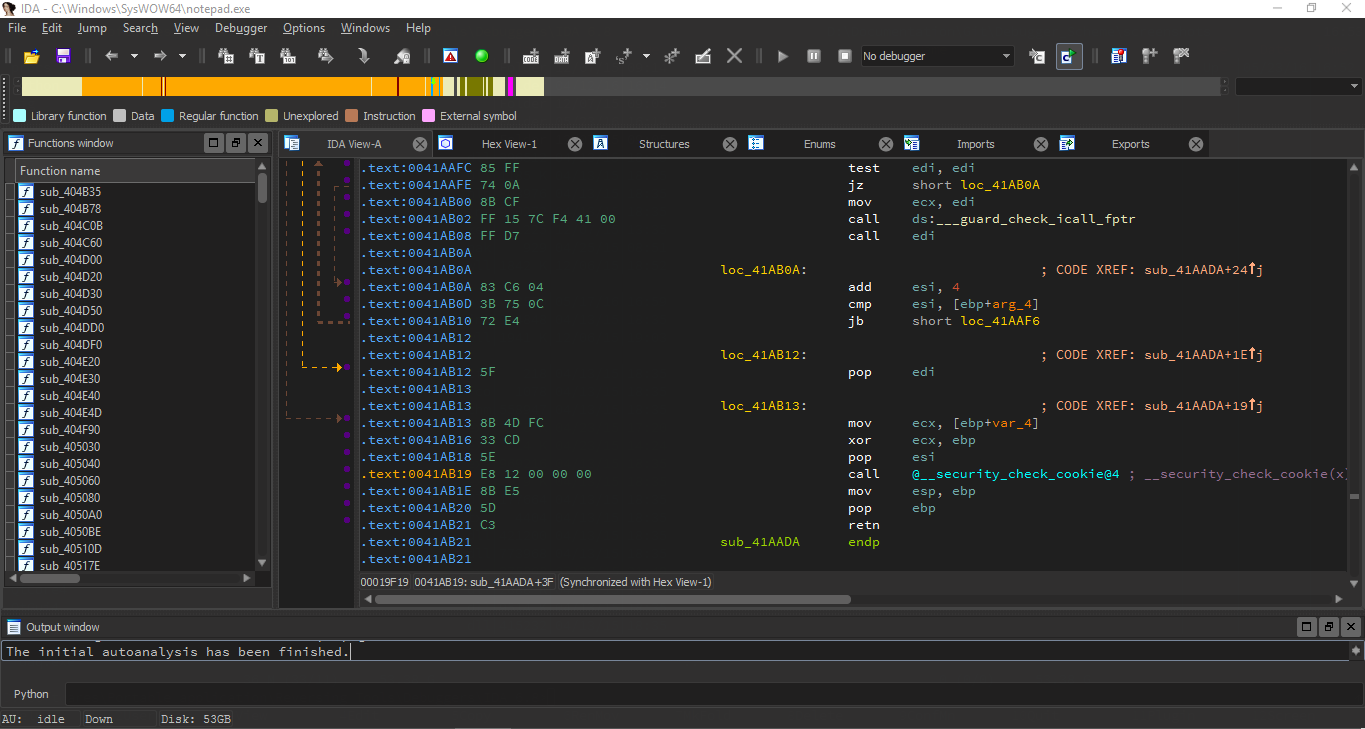 IDA - C:\Windows\SysWOW64\notepad.exe
File Edit Jump Search View Debugger Options Windows Help
No debugger
Library function Data Regular function Unexplored Instruction External symbol
Functions window
IDA View-A Hex View-1 Structures Enums Imports Exports
Function name
sub_404B35
sub_404B78
sub_404C0B
sub_404C60
sub_404D00
sub_404D20
sub_404D30
sub_404D50
sub_404DD0
sub_404DF0
sub_404E20
sub_404E30
sub_404E40
sub_404E4D
sub_404F90
sub_405030
sub_405040
sub_405060
sub_405080
sub_4050A0
sub_4050BE
sub_40510D
sub_40517E
.text:0041AAFC 85 FF test edi, edi
.text:0041AAFE 74 0A jz short loc_41AB0A
.text:0041AB00 8B CF mov ecx, edi
.text:0041AB02 FF 15 7C F4 41 00 call ds:___guard_check_icall_fptr
.text:0041AB08 FF D7 call edi
.text:0041AB0A
.text:0041AB0A loc_41AB0A: ; CODE XREF: sub_41AADA+24↑j
.text:0041AB0A 83 C6 04 add esi, 4
.text:0041AB0D 3B 75 0C cmp esi, [ebp+arg_4]
.text:0041AB10 72 E4 jb short loc_41AAF6
.text:0041AB12
.text:0041AB12 loc_41AB12: ; CODE XREF: sub_41AADA+1E↑j
.text:0041AB12 5F pop edi
.text:0041AB13
.text:0041AB13 loc_41AB13: ; CODE XREF: sub_41AADA+19↑j
.text:0041AB13 8B 4D FC mov ecx, [ebp+var_4]
.text:0041AB16 33 CD xor ecx, ebp
.text:0041AB18 5E pop esi
.text:0041AB19 E8 12 00 00 00 call @__security_check_cookie@4 ; __security_check_cookie(x)
.text:0041AB1E 8B E5 mov esp, ebp
.text:0041AB20 5D pop ebp
.text:0041AB21 C3 retn
.text:0041AB21 sub_41AADA endp
.text:0041AB21
00019F19 0041AB19: sub_41AADA+3F (Synchronized with Hex View-1)
Output window
The initial autoanalysis has been finished.
Python
AU: idle Down Disk: 53GB